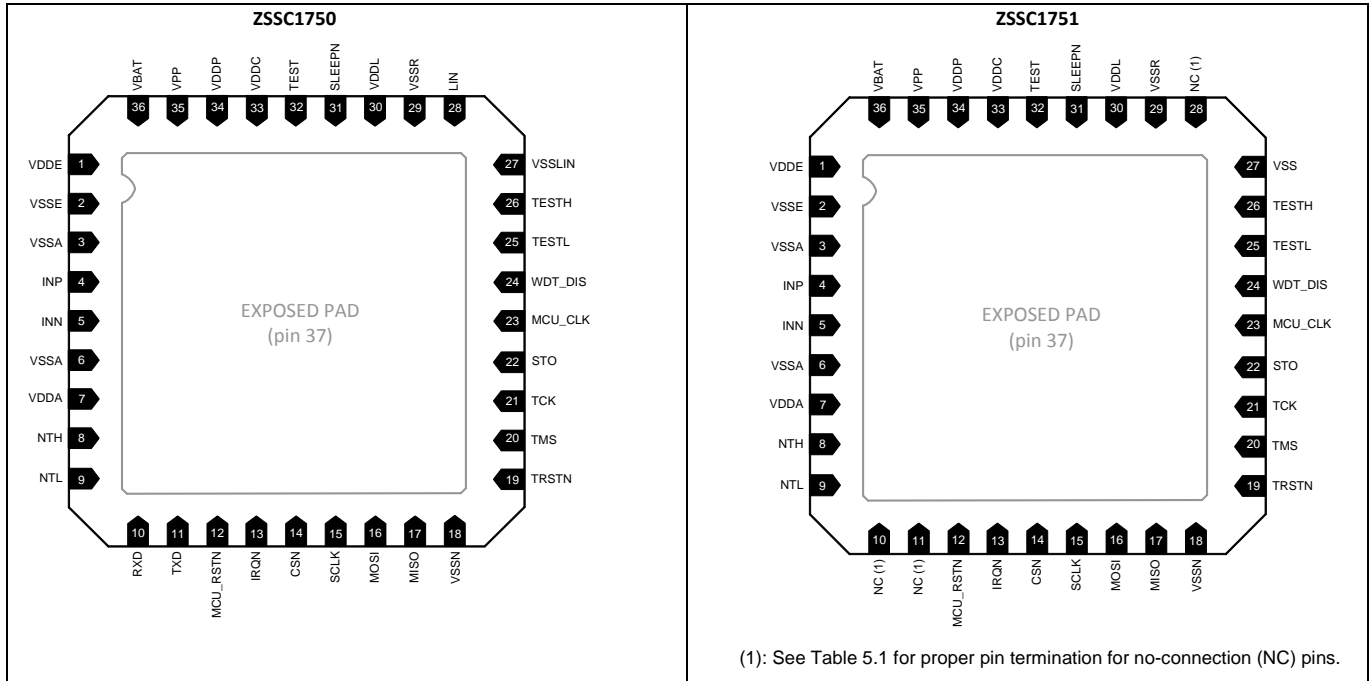 ZSSC1750
VBAT
VPP
VDDP
VDDC
TEST
SLEEPN
VDDL
VSSR
LIN
36
35
34
33
32
31
30
29
28
VDDE 1
VSSE 2
VSSA 3
INP 4
INN 5
VSSA 6
VDDA 7
NTH 8
NTL 9
EXPOSED PAD
(pin 37)
27 VSSLIN
26 TESTH
25 TESTL
24 WDT_DIS
23 MCU_CLK
22 STO
21 TCK
20 TMS
19 TRSTN
10
11
12
13
14
15
16
17
18
RXD
TXD
MCU_RSTN
IRQN
CSN
SCLK
MOSI
MISO
VSSN
ZSSC1751
VBAT
VPP
VDDP
VDDC
TEST
SLEEPN
VDDL
VSSR
NC (1)
36
35
34
33
32
31
30
29
28
VDDE 1
VSSE 2
VSSA 3
INP 4
INN 5
VSSA 6
VDDA 7
NTH 8
NTL 9
EXPOSED PAD
(pin 37)
27 VSS
26 TESTH
25 TESTL
24 WDT_DIS
23 MCU_CLK
22 STO
21 TCK
20 TMS
19 TRSTN
10
11
12
13
14
15
16
17
18
NC (1)
NC (1)
MCU_RSTN
IRQN
CSN
SCLK
MOSI
MISO
VSSN
(1): See Table 5.1 for proper pin termination for no-connection (NC) pins.